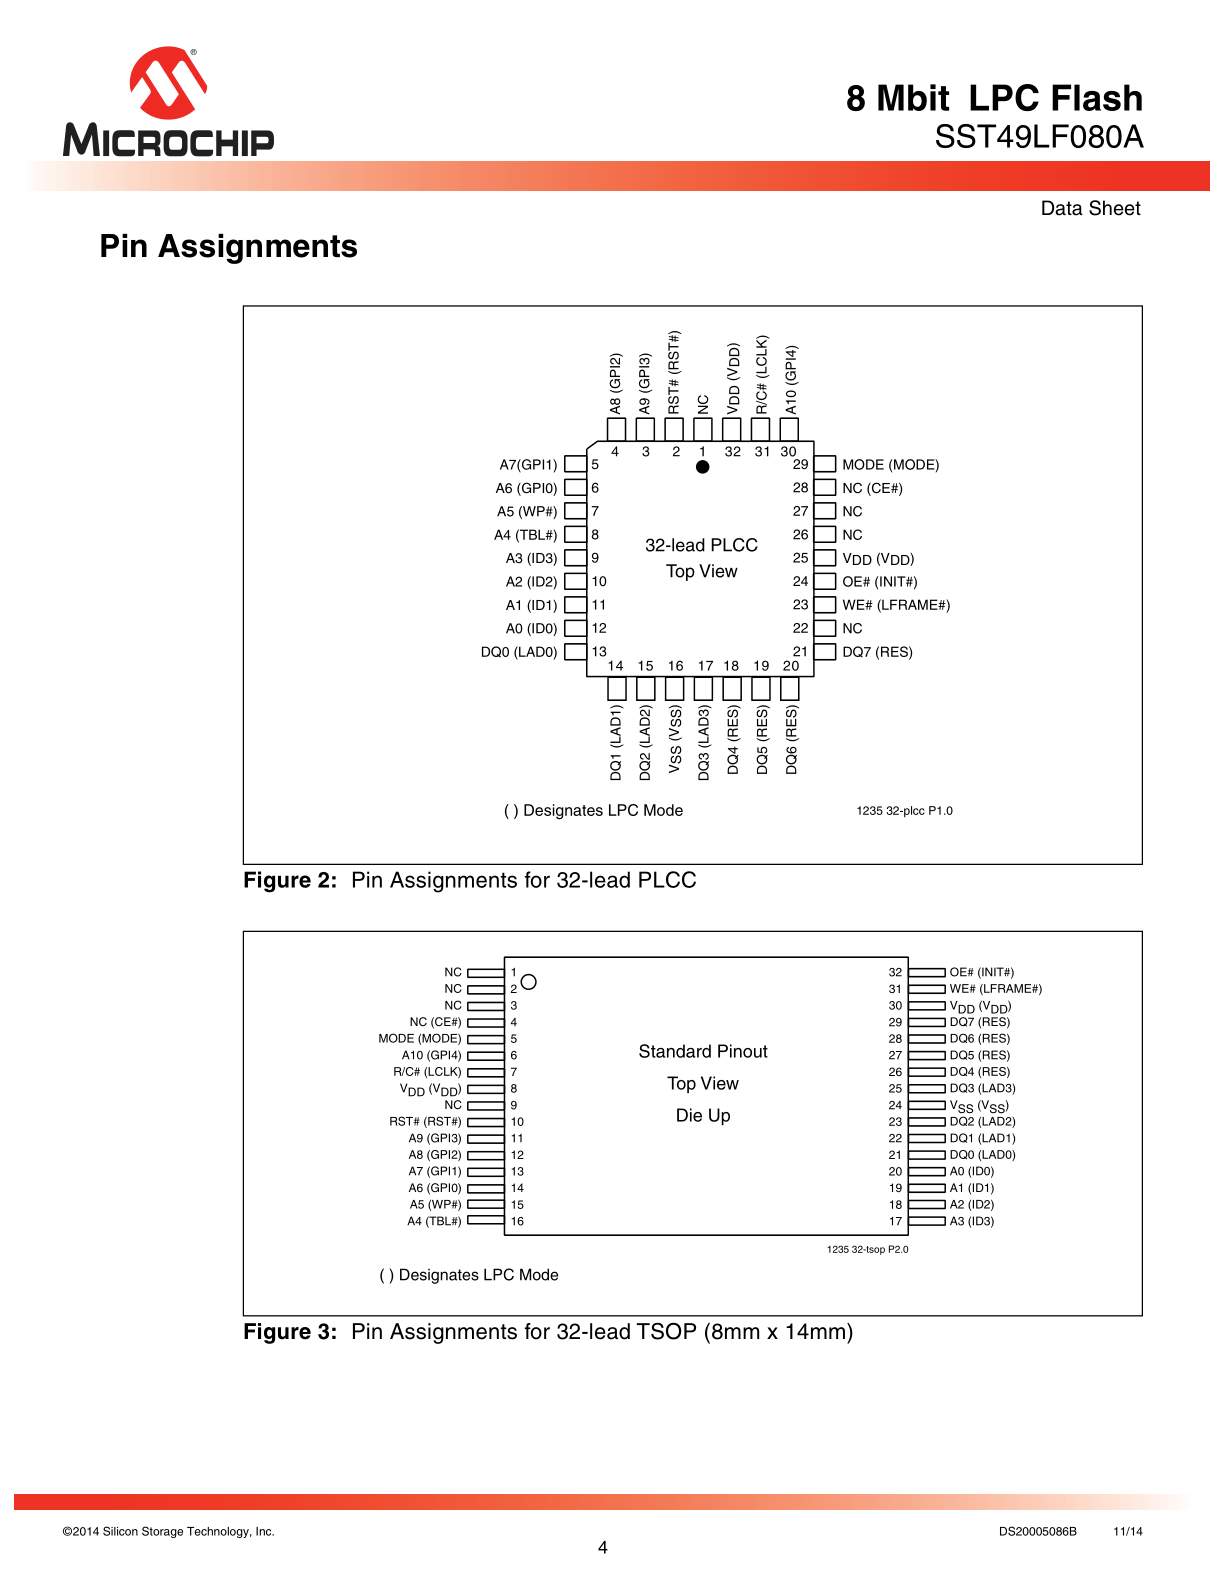 MICROCHIP
®
8 Mbit LPC Flash
SST49LF080A
Data Sheet
Pin Assignments
A8 (GPI2)
A9 (GPI3)
RST# (RST#)
NC
VDD (VDD)
R/C# (LCLK)
A10 (GPI4)
4 3 2 1 32 31 30
A7(GPI1) 5 29 MODE (MODE)
A6 (GPI0) 6 28 NC (CE#)
A5 (WP#) 7 27 NC
A4 (TBL#) 8 26 NC
32-lead PLCC
Top View
A3 (ID3) 9 25 VDD (VDD)
A2 (ID2) 10 24 OE# (INIT#)
A1 (ID1) 11 23 WE# (LFRAME#)
A0 (ID0) 12 22 NC
DQ0 (LAD0) 13 21 DQ7 (RES)
14 15 16 17 18 19 20
DQ1 (LAD1)
DQ2 (LAD2)
VSS (VSS)
DQ3 (LAD3)
DQ4 (RES)
DQ5 (RES)
DQ6 (RES)
( ) Designates LPC Mode
1235 32-plcc P1.0
Figure 2: Pin Assignments for 32-lead PLCC
NC 1 32 OE# (INIT#)
NC 2 31 WE# (LFRAME#)
NC 3 30 VDD (VDD)
NC (CE#) 4 29 DQ7 (RES)
MODE (MODE) 5 28 DQ6 (RES)
A10 (GPI4) 6 27 DQ5 (RES)
R/C# (LCLK) 7 26 DQ4 (RES)
VDD (VDD) 8 25 DQ3 (LAD3)
NC 9 24 VSS (VSS)
RST# (RST#) 10 23 DQ2 (LAD2)
A9 (GPI3) 11 22 DQ1 (LAD1)
A8 (GPI2) 12 21 DQ0 (LAD0)
A7 (GPI1) 13 20 A0 (ID0)
A6 (GPI0) 14 19 A1 (ID1)
A5 (WP#) 15 18 A2 (ID2)
A4 (TBL#) 16 17 A3 (ID3)
Standard Pinout
Top View
Die Up
1235 32-tsop P2.0
( ) Designates LPC Mode
Figure 3: Pin Assignments for 32-lead TSOP (8mm x 14mm)
©2014 Silicon Storage Technology, Inc.
DS20005086B 11/14
4